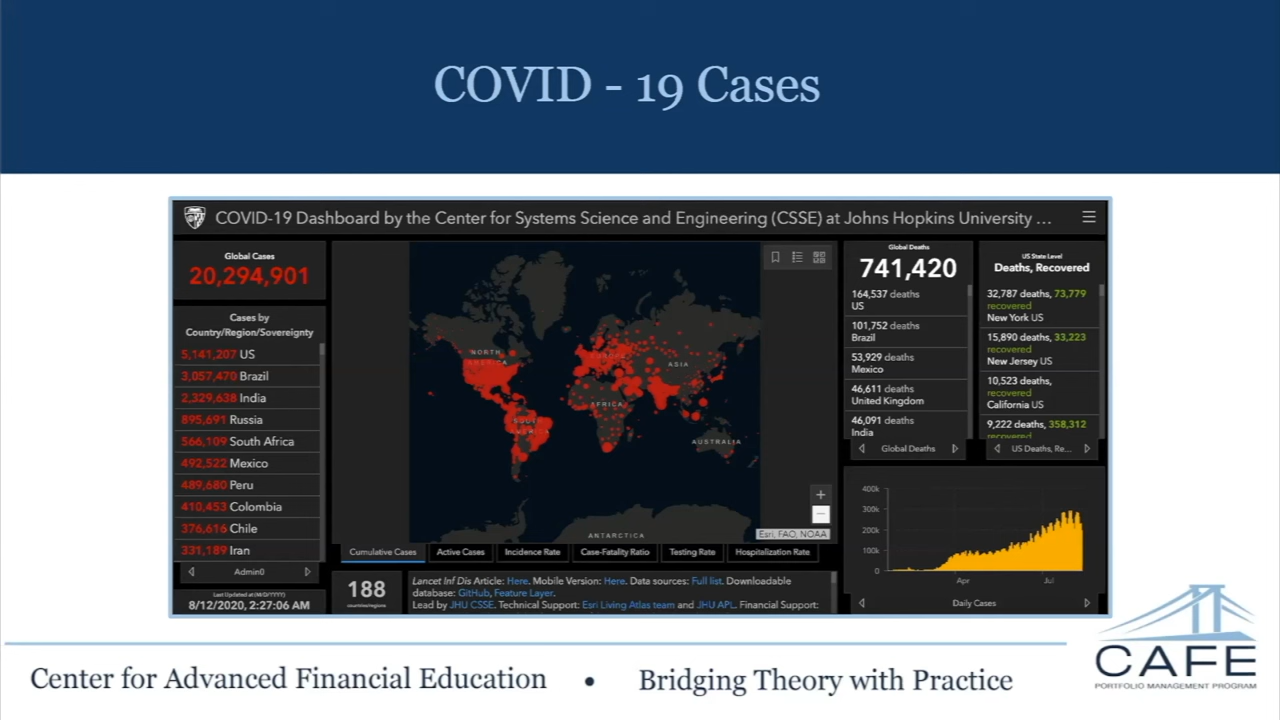 COVID - 19 Cases
COVID-19 Dashboard by the Center for Systems Science and Engineering (CSSE) at Johns Hopkins University ...
Global Cases
20,294,901
Cases by
Country/Region/Sovereignty
5,141,207 US
3,057,470 Brazil
2,329,638 India
895,691 Russia
566,109 South Africa
492,522 Mexico
489,680 Peru
410,453 Colombia
376,616 Chile
331,189 Iran
Admin0
Last Updated at (M/D/YYYY)
8/12/2020, 2:27:06 AM
NORTH
AMERICA
EUROPE
ASIA
AFRICA
SOUTH
AMERICA
AUSTRALIA
ANTARCTICA
Esri, FAO, NOAA
Cumulative Cases
Active Cases
Incidence Rate
Case-Fatality Ratio
Testing Rate
Hospitalization Rate
188
countries/regions
Lancet Inf Dis Article: Here. Mobile Version: Here. Data sources: Full list. Downloadable
database: GitHub, Feature Layer.
Lead by JHU CSSE. Technical Support: Esri Living Atlas team and JHU APL. Financial Support:
Global Deaths
741,420
164,537 deaths
US
101,752 deaths
Brazil
53,929 deaths
Mexico
46,611 deaths
United Kingdom
46,091 deaths
India
Global Deaths
US State Level
Deaths, Recovered
32,787 deaths, 73,779
recovered
New York US
15,890 deaths, 33,223
recovered
New Jersey US
10,523 deaths,
recovered
California US
9,222 deaths, 358,312
recovered
US Deaths, Re...
400k
300k
200k
100k
0
Apr
Jul
Daily Cases
Center for Advanced Financial Education • Bridging Theory with Practice
CAFE
PORTFOLIO MANAGEMENT PROGRAM